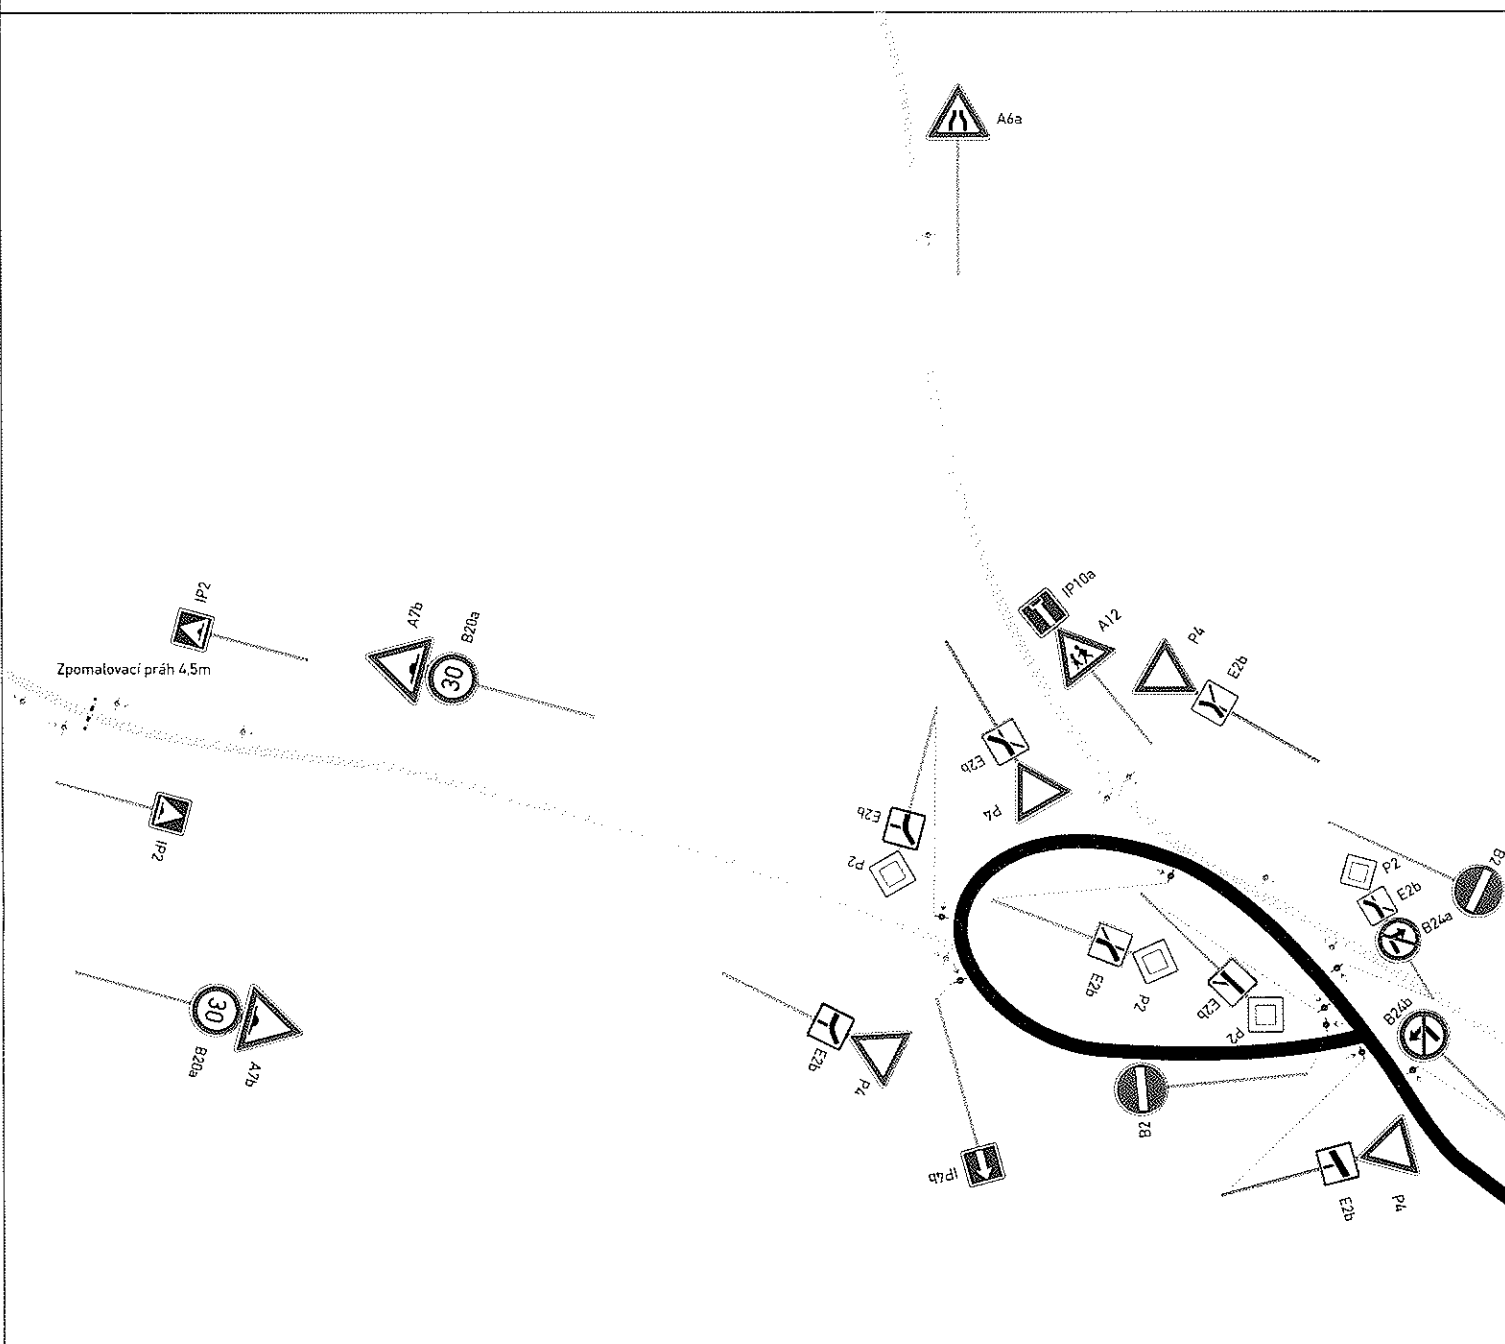 A6a
IP10a
A12
P4
E2b
IP2
A7b
B20a
30
Zpomalovací práh 4,5m
E2b
P4
E2b
P2
IP2
B2
P2
E2b
B24a
E2b
P2
E2b
P2
B24b
30
B20a
A7b
E2b
P4
B2
IP4b
E2b
P4